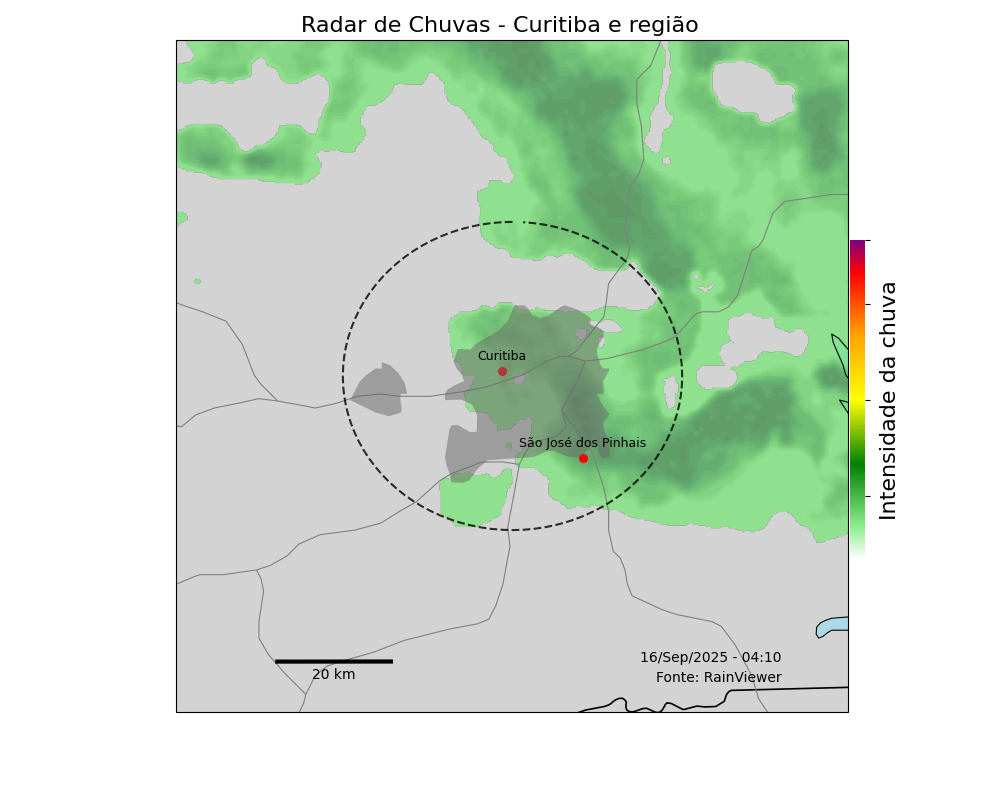 Radar de Chuvas - Curitiba e região
Curitiba
São José dos Pinhais
Intensidade da chuva
20 km
16/Sep/2025 - 04:10
Fonte: RainViewer